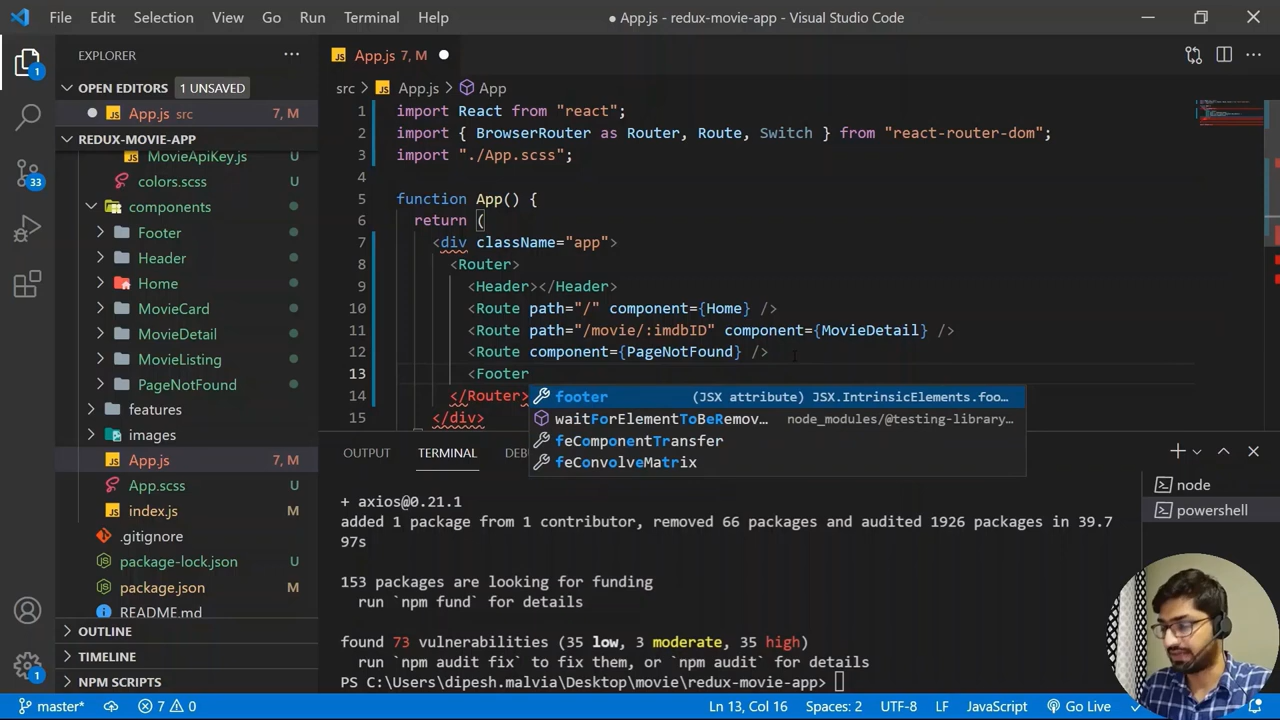 File Edit Selection View Go Run Terminal Help ● App.js - redux-movie-app - Visual Studio Code
EXPLORER
OPEN EDITORS 1 UNSAVED
App.js src 7, M
REDUX-MOVIE-APP
MovieApiKey.js U
colors.scss U
components
Footer
Header
Home
MovieCard
MovieDetail
MovieListing
PageNotFound
features
images
App.js 7, M
App.scss U
index.js M
.gitignore
package-lock.json U
package.json M
README.md
OUTLINE
TIMELINE
NPM SCRIPTS
1
33
1
App.js 7, M
src > App.js > App
1 import React from "react";
2 import { BrowserRouter as Router, Route, Switch } from "react-router-dom";
3 import "./App.scss";
4
5 function App() {
6 return (
7 <div className="app">
8 <Router>
9 <Header></Header>
10 <Route path="/" component={Home} />
11 <Route path="/movie/:imdbID" component={MovieDetail} />
12 <Route component={PageNotFound} />
13 <Footer
14 </Router>
15 </div>
footer (JSX attribute) JSX.IntrinsicElements.foo…
waitForElementToBeRemov… node_modules/@testing-library…
feComponentTransfer
feConvolveMatrix
OUTPUT TERMINAL DEB
node
powershell
+ axios@0.21.1
added 1 package from 1 contributor, removed 66 packages and audited 1926 packages in 39.7
97s
153 packages are looking for funding
run `npm fund` for details
found 73 vulnerabilities (35 low, 3 moderate, 35 high)
run `npm audit fix` to fix them, or `npm audit` for details
PS C:\Users\dipesh.malvia\Desktop\movie\redux-movie-app>
master* 7 0 Ln 13, Col 16 Spaces: 2 UTF-8 LF JavaScript Go Live